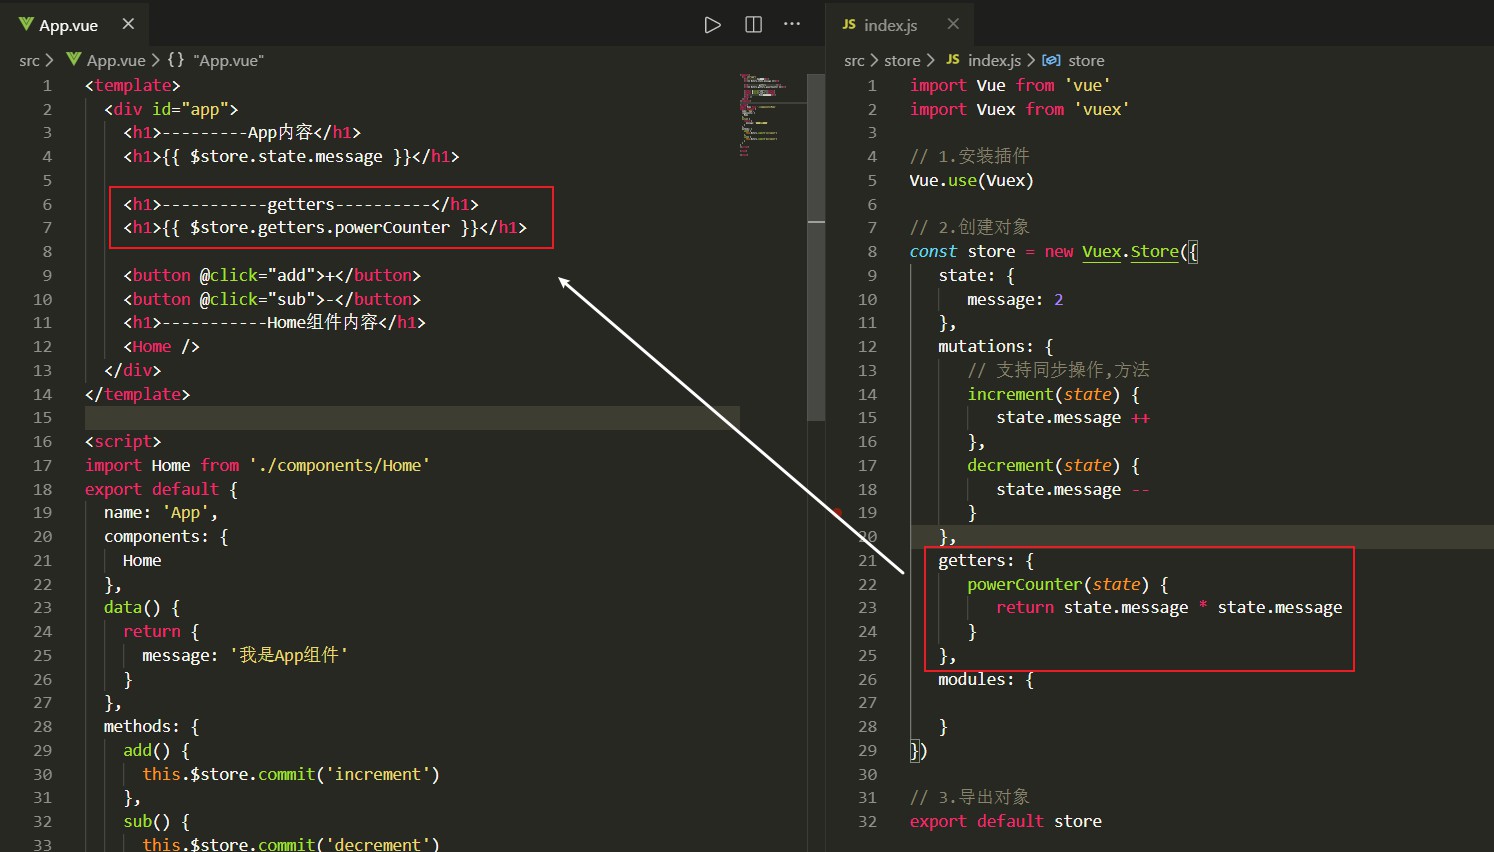 App.vue
src > App.vue > {} "App.vue"
1 <template>
2 <div id="app">
3 <h1>---------App内容</h1>
4 <h1>{{ $store.state.message }}</h1>
5
6 <h1>-----------getters----------</h1>
7 <h1>{{ $store.getters.powerCounter }}</h1>
8
9 <button @click="add">+</button>
10 <button @click="sub">-</button>
11 <h1>-----------Home组件内容</h1>
12 <Home />
13 </div>
14 </template>
15
16 <script>
17 import Home from './components/Home'
18 export default {
19 name: 'App',
20 components: {
21 Home
22 },
23 data() {
24 return {
25 message: '我是App组件'
26 }
27 },
28 methods: {
29 add() {
30 this.$store.commit('increment')
31 },
32 sub() {
33 this.$store.commit('decrement')
JS index.js
src > store > JS index.js > store
1 import Vue from 'vue'
2 import Vuex from 'vuex'
3
4 // 1.安装插件
5 Vue.use(Vuex)
6
7 // 2.创建对象
8 const store = new Vuex.Store({
9 state: {
10 message: 2
11 },
12 mutations: {
13 // 支持同步操作,方法
14 increment(state) {
15 state.message ++
16 },
17 decrement(state) {
18 state.message --
19 }
20 },
21 getters: {
22 powerCounter(state) {
23 return state.message * state.message
24 }
25 },
26 modules: {
27
28 }
29 })
30
31 // 3.导出对象
32 export default store